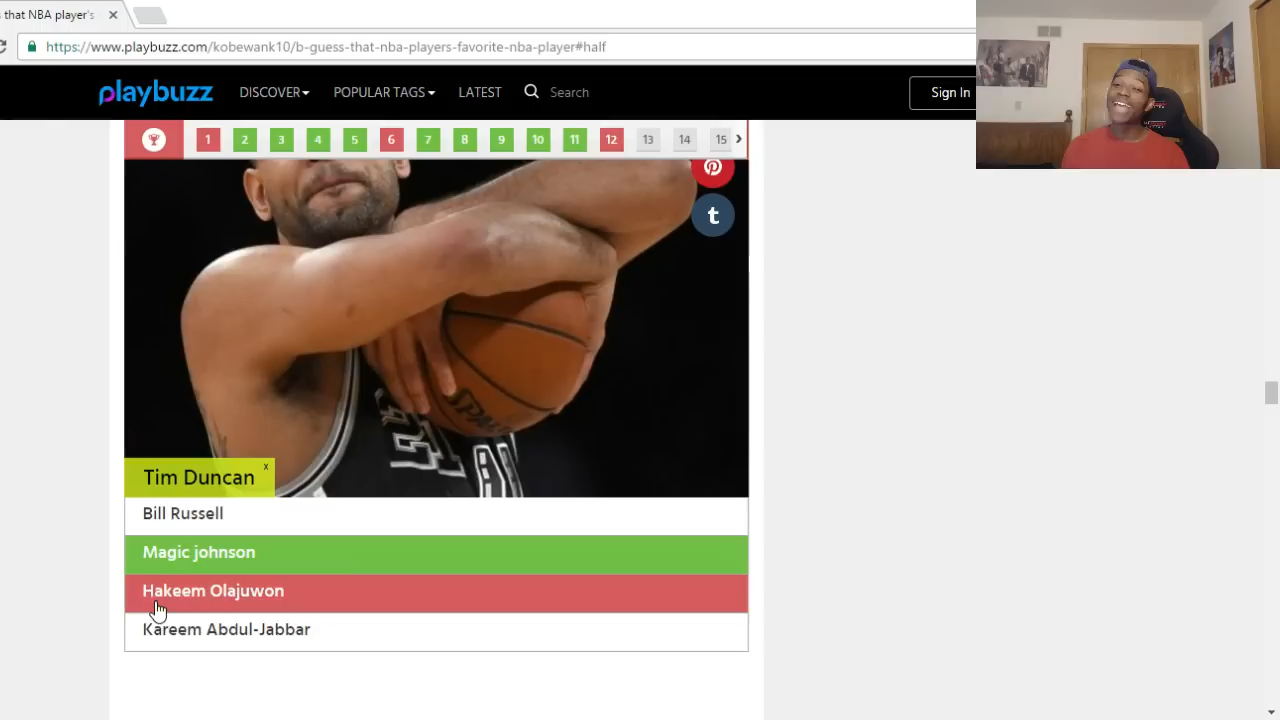 s that NBA player's
https://www.playbuzz.com/kobewank10/b-guess-that-nba-players-favorite-nba-player#half
playbuzz DISCOVER POPULAR TAGS LATEST Search Sign In
1 2 3 4 5 6 7 8 9 10 11 12 13 14 15
t
SPAL
Tim Duncan x
Bill Russell
Magic johnson
Hakeem Olajuwon
Kareem Abdul-Jabbar